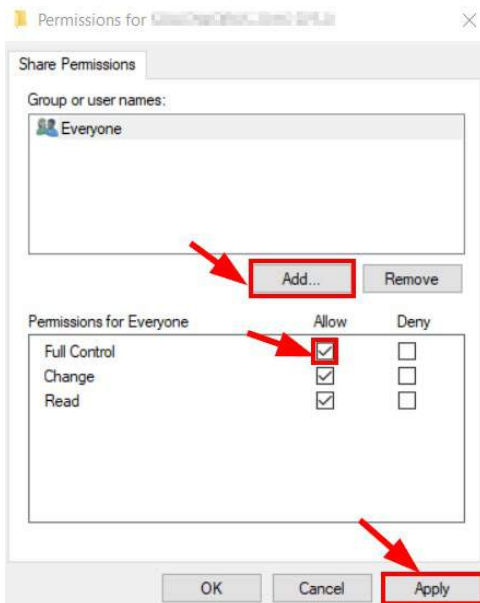 Permissions for
Share Permissions
Group or user names:
Everyone
Add... Remove
Permissions for Everyone Allow Deny
Full Control
Change
Read
OK Cancel Apply